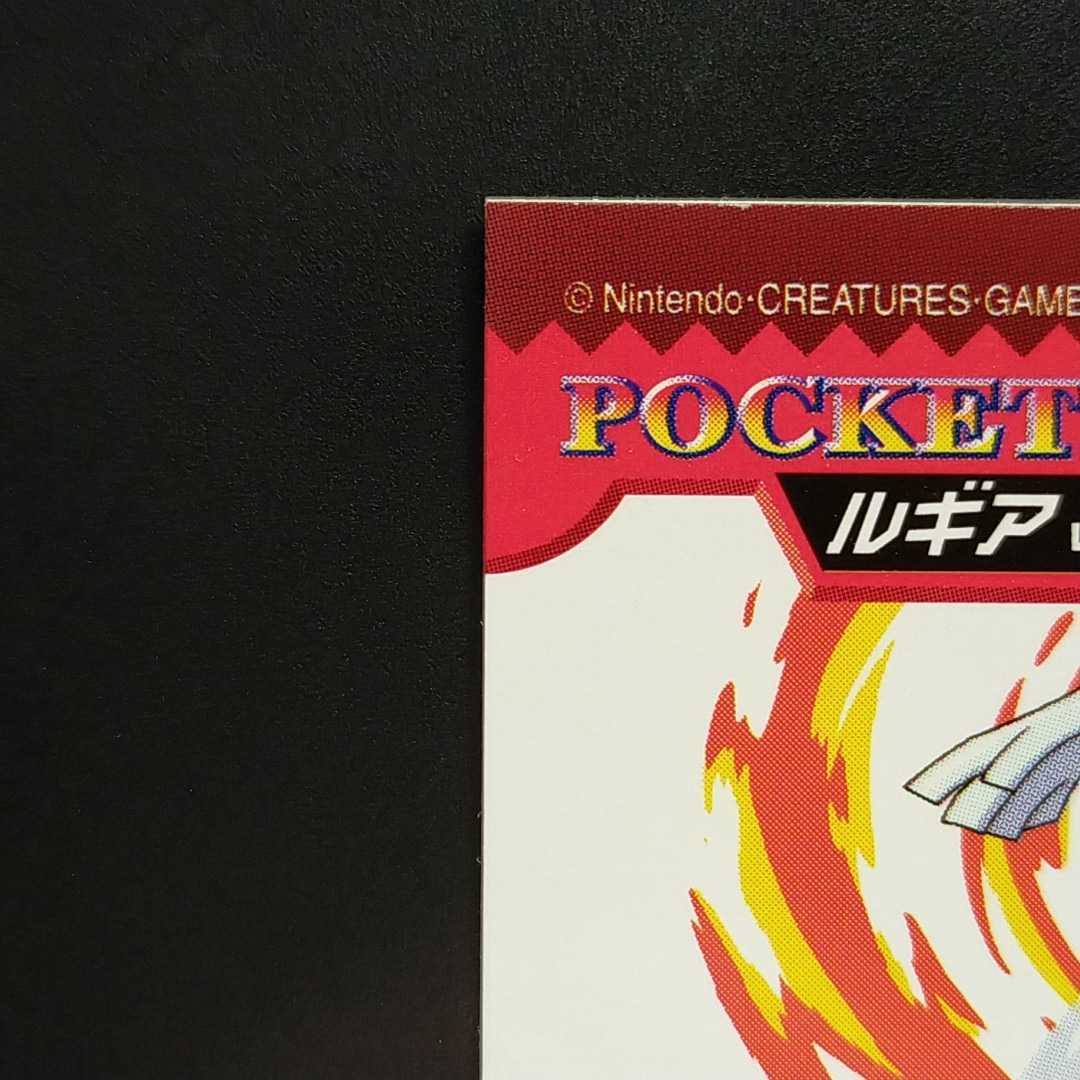 © Nintendo·CREATURES·GAME
POCKET
ルギア